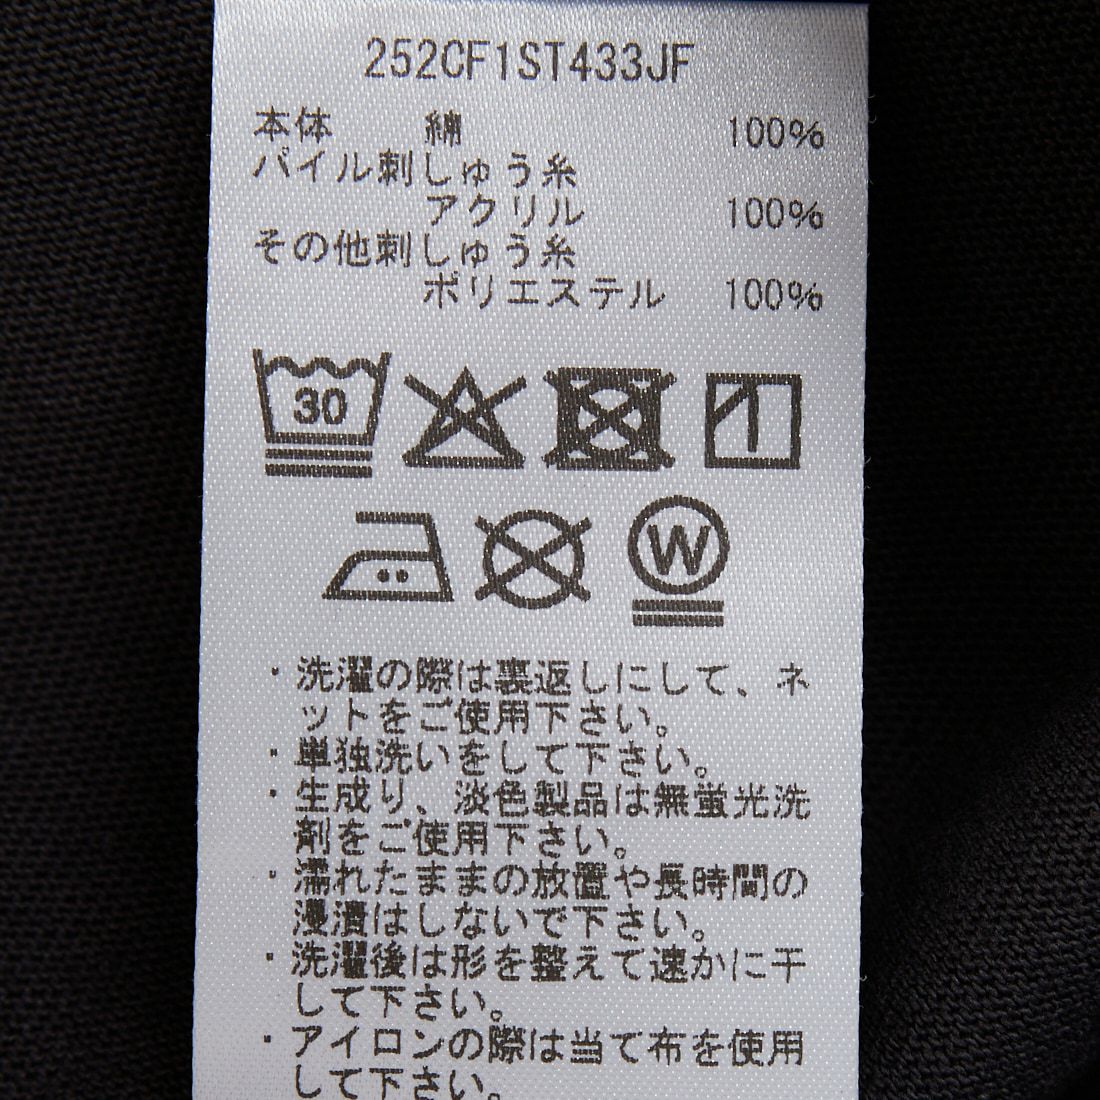 252CF1ST433JF
本体 綿 100%
パイル刺しゅう糸
アクリル 100%
その他刺しゅう糸
ポリエステル 100%
30
W
・洗濯の際は裏返しにして、ネ
ットをご使用下さい。
・単独洗いをして下さい。
・生成り、淡色製品は無蛍光洗
剤をご使用下さい。
・濡れたままの放置や長時間の
浸漬はしないで下さい。
・洗濯後は形を整えて速かに干
して下さい。
・アイロンの際は当て布を使用
して下さい。